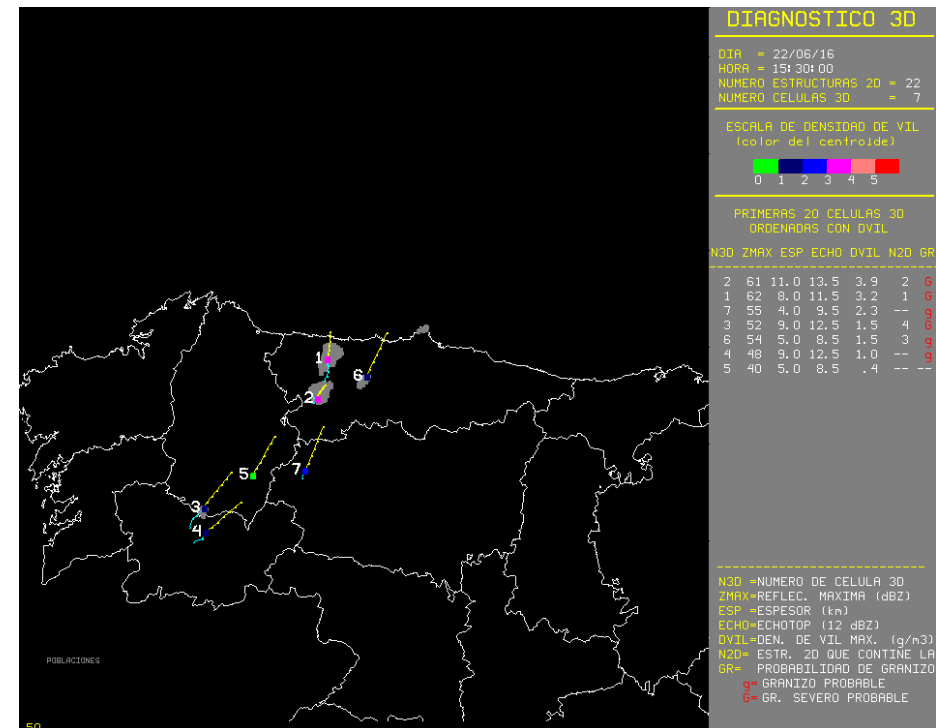 DIAGNOSTICO 3D
DIA = 22/06/16
HORA = 15:30:00
NUMERO ESTRUCTURAS 2D = 22
NUMERO CELULAS 3D = 7
ESCALA DE DENSIDAD DE VIL
(color del centroide)
0 1 2 3 4 5
PRIMERAS 20 CELULAS 3D
ORDENADAS CON DVIL
N3D ZMAX ESP ECHO DVIL N2D GR
2 61 11.0 13.5 3.9 2 G
1 62 8.0 11.5 3.2 1 G
7 55 4.0 9.5 2.3 -- g
3 52 9.0 12.5 1.5 4 G
6 54 5.0 8.5 1.5 3 g
4 48 9.0 12.5 1.0 -- g
5 40 5.0 8.5 .4 -- --
1
6
2
7
5
3
4
N3D =NUMERO DE CELULA 3D
ZMAX=REFLEC. MAXIMA (dBZ)
ESP =ESPESOR (km)
ECHO=ECHOTOP (12 dBZ)
DVIL=DEN. DE VIL MAX. (g/m3)
N2D= ESTR. 2D QUE CONTINE LA
GR= PROBABILIDAD DE GRANIZO
g= GRANIZO PROBABLE
G= GR. SEVERO PROBABLE
POBLACIONES
50